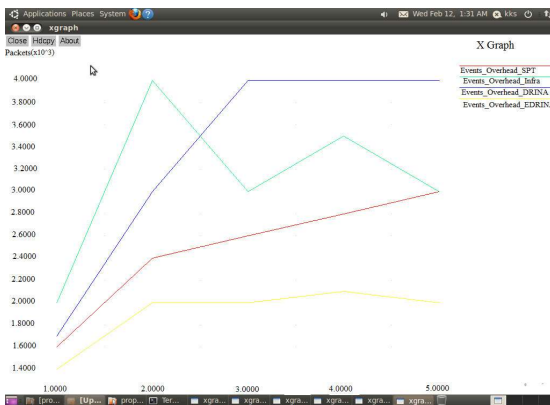 Applications Places System
Wed Feb 12, 1:31 AM kks
xgraph
Close Hdcpy About
Packets(x10^3)
X Graph
Events_Overhead_SPT
Events_Overhead_Infra
Events_Overhead_DRINA
Events_Overhead_EDRINA
4.0000
3.8000
3.6000
3.4000
3.2000
3.0000
2.8000
2.6000
2.4000
2.2000
2.0000
1.8000
1.6000
1.4000
1.0000 2.0000 3.0000 4.0000 5.0000
[pro... [Up... prop... Ter... xgra... xgra... xgra... xgra... xgra... xgra...